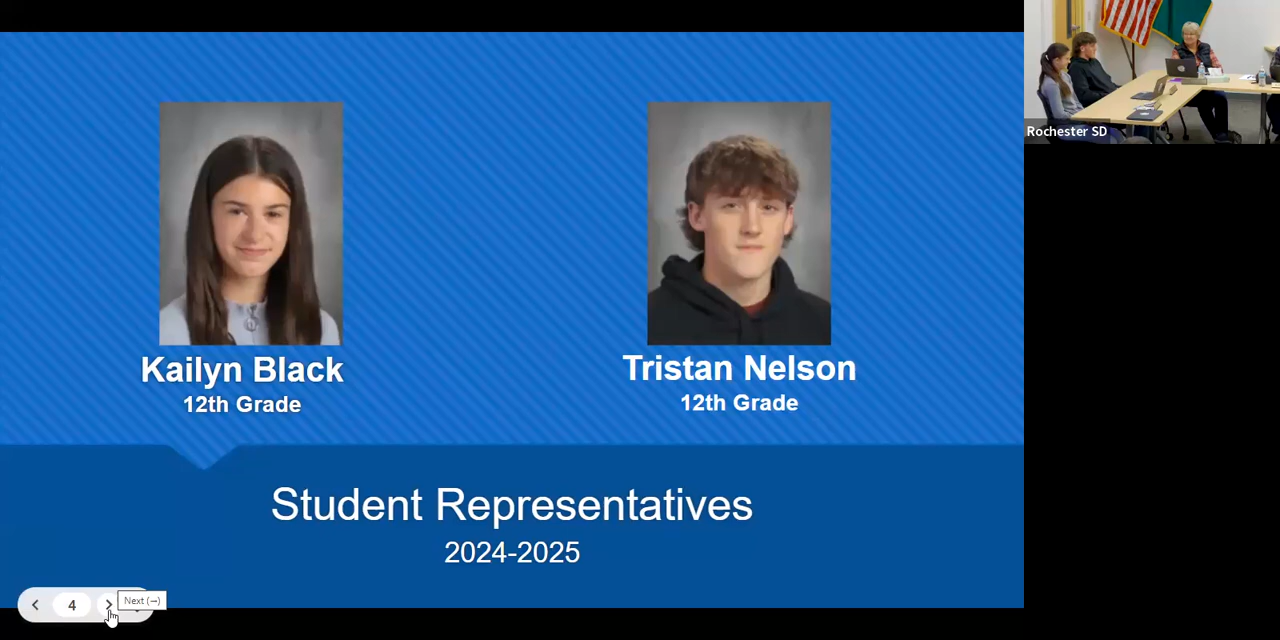 Rochester SD
Kailyn Black
12th Grade
Tristan Nelson
12th Grade
Student Representatives
2024-2025
4
Next (→)